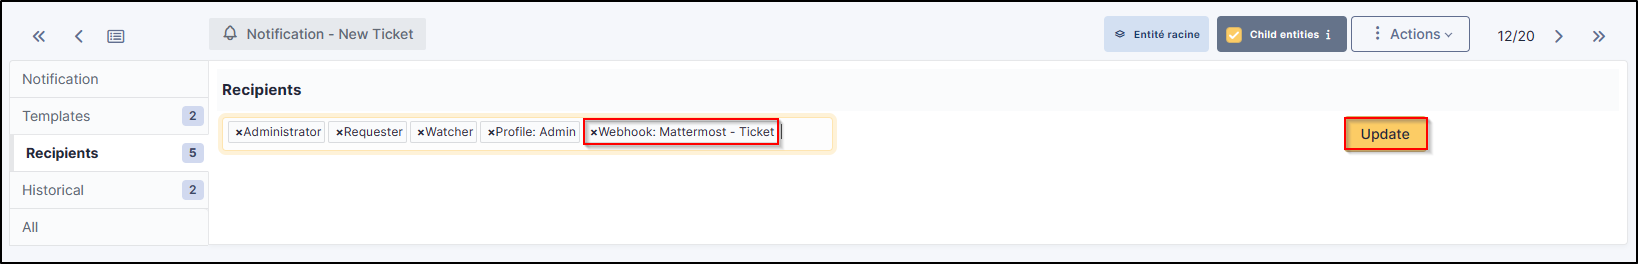 Notification - New Ticket
Entité racine
Child entities i
Actions
12/20
Notification
Templates 2
Recipients 5
Historical 2
All
Recipients
×Administrator ×Requester ×Watcher ×Profile: Admin ×Webhook: Mattermost - Ticket
Update